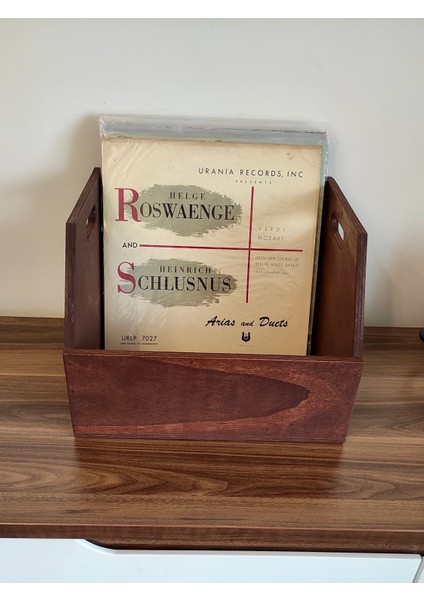 URANIA RECORDS, INC.
PRESENTS
HELGE
ROSWAENGE
VERDI
MOZART
AND
HEINRICH
SCHLUSNUS
Arias and Duets
URLP 7027